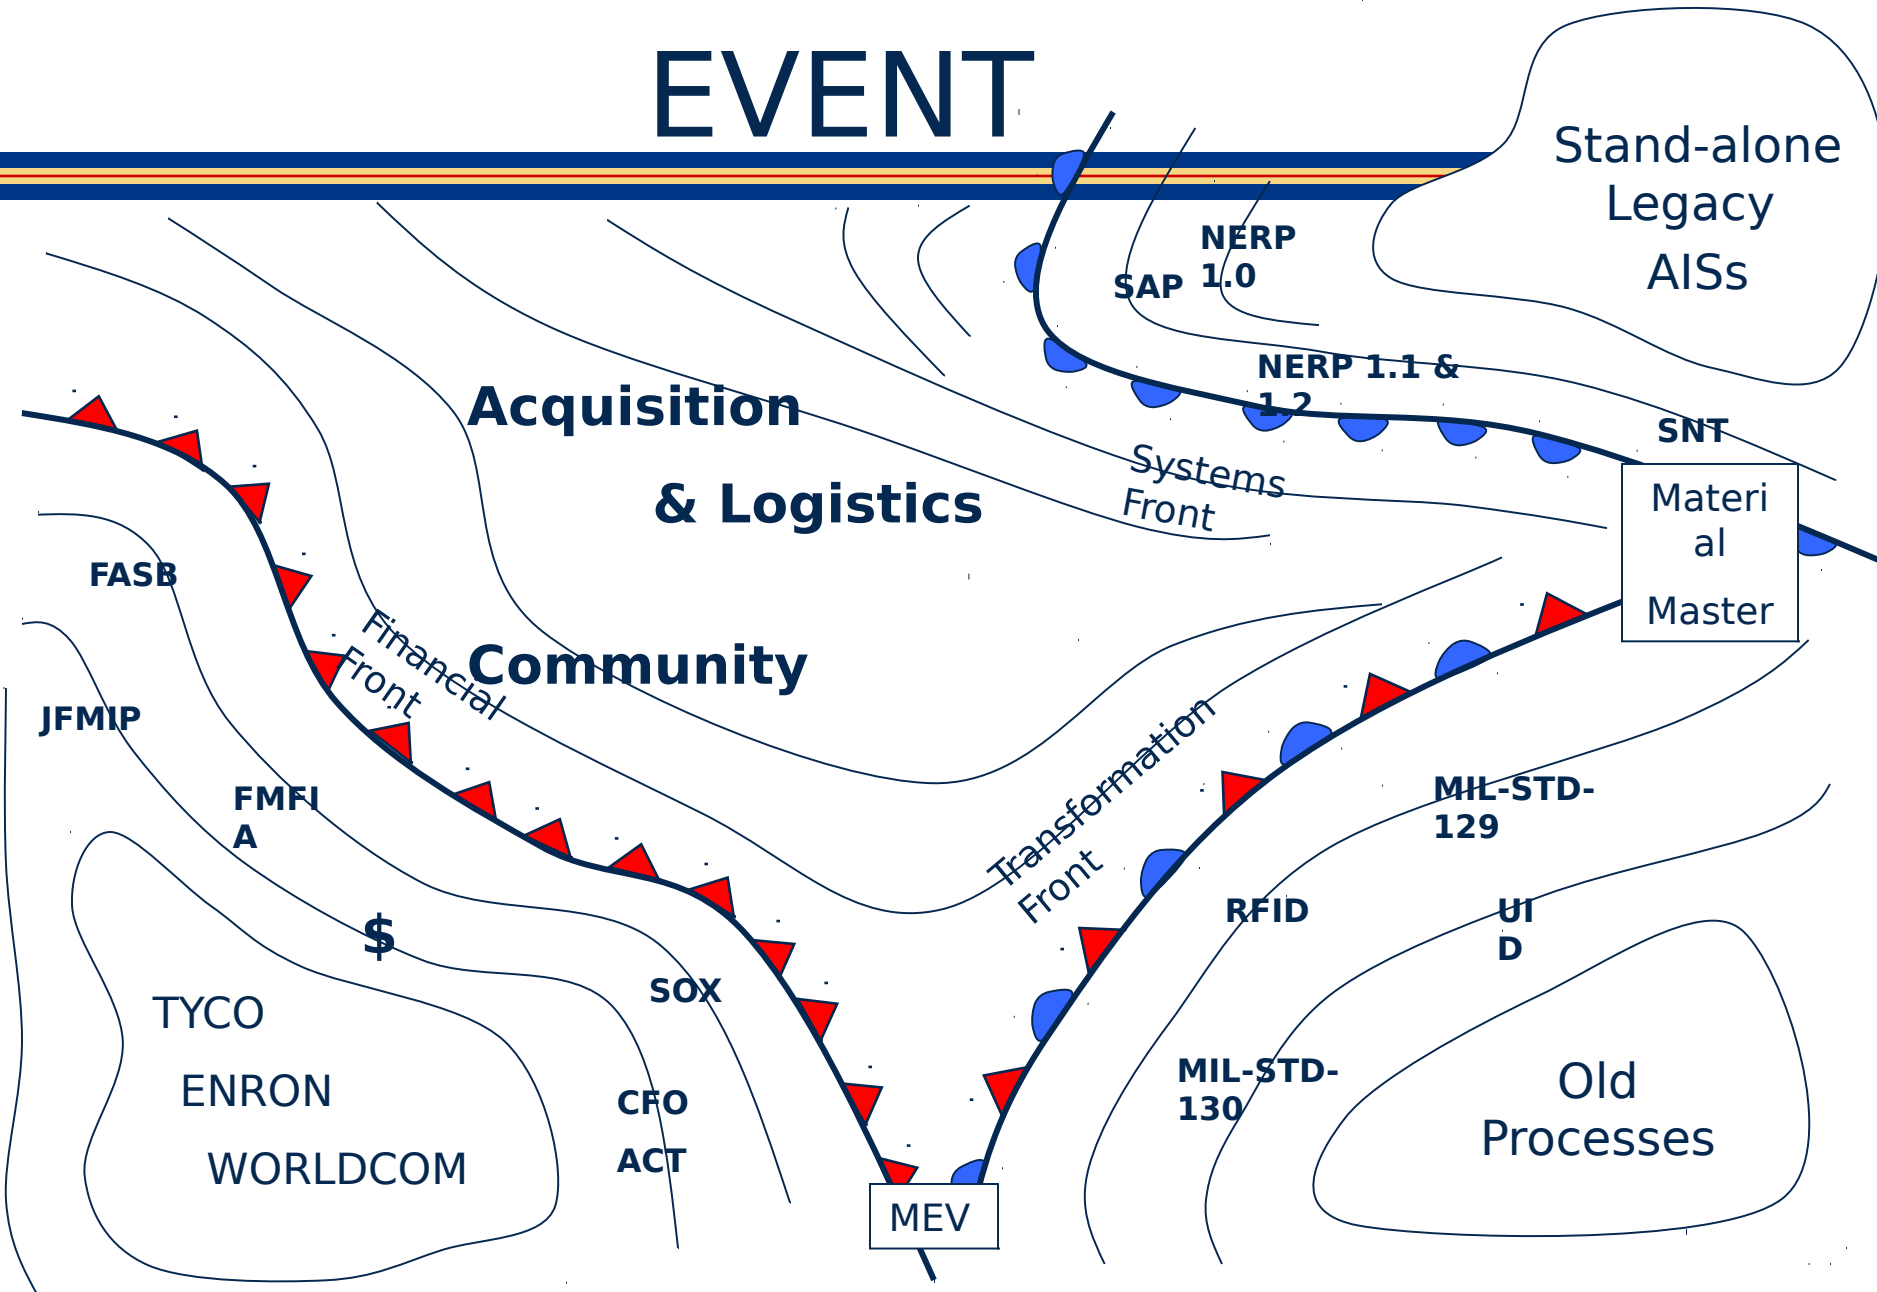 EVENT
Stand-alone
Legacy
AISs
NERP
1.0
SAP
NERP 1.1 &
1.2
SNT
Acquisition
& Logistics
Community
Systems
Front
Materi
al
Master
FASB
Financial
Front
JFMIP
Transformation
Front
FMFI
A
MIL-STD-
129
$
RFID
UI
D
SOX
TYCO
ENRON
WORLDCOM
CFO
ACT
MIL-STD-
130
Old
Processes
MEV